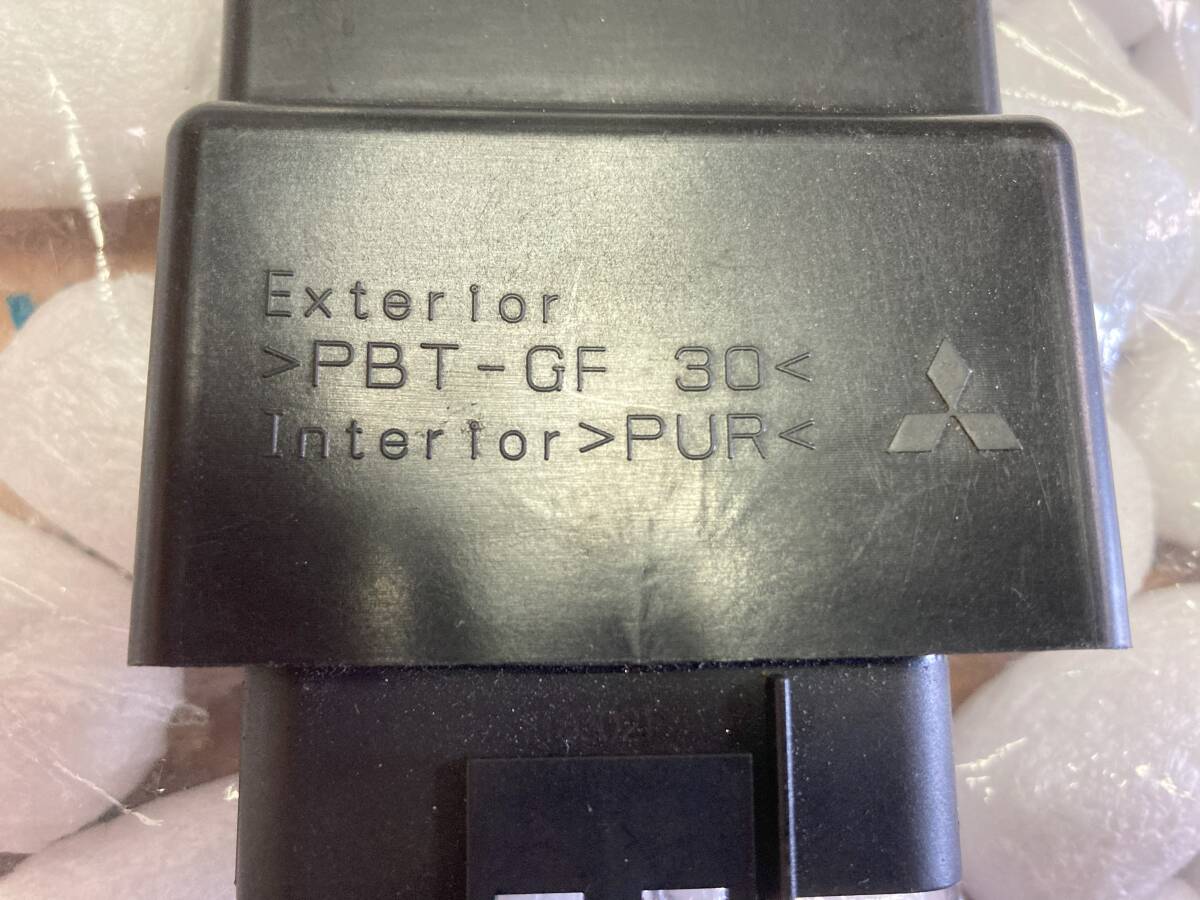 Exterior
>PBT-GF 30<
Interior>PUR<